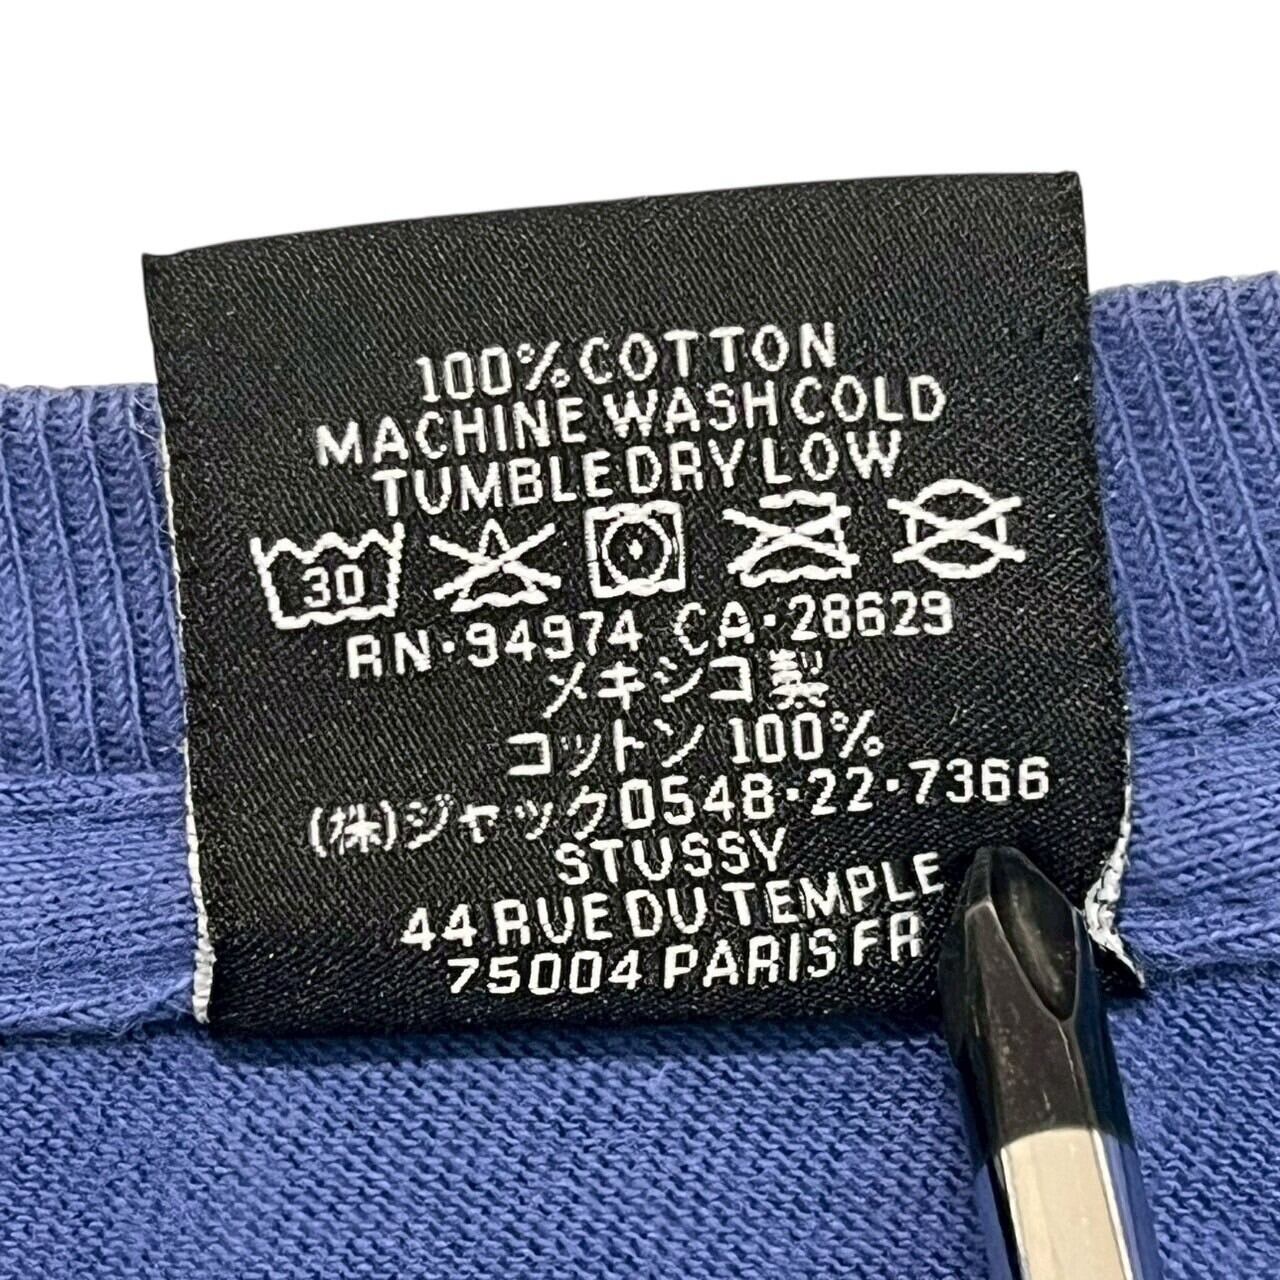 100% COTTON
MACHINE WASH COLD
TUMBLE DRY LOW
30
RN·94974 CA·28629
メキシコ製
コットン 100%
(株)ジャック0548·22·7366
STUSSY
44 RUE DU TEMPLE
75004 PARIS FR